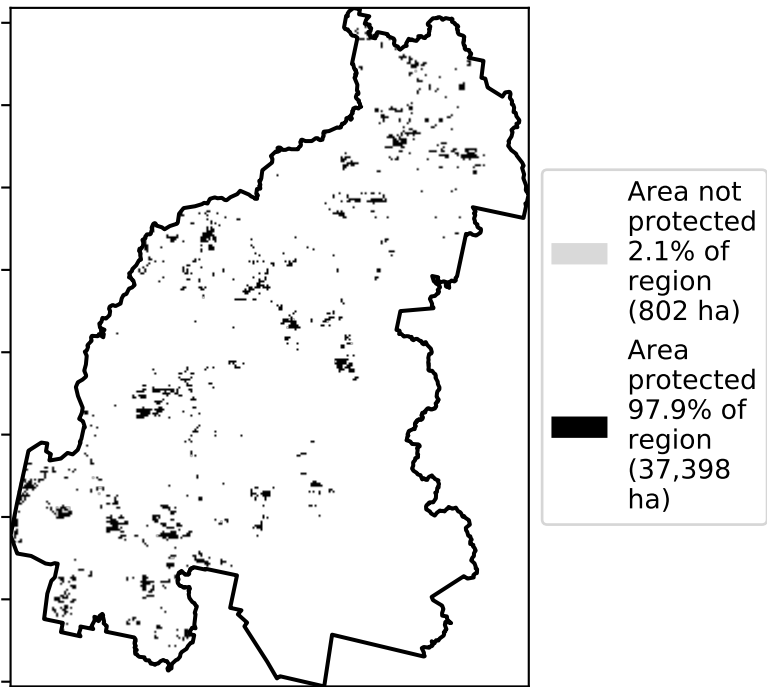 Area not
protected
2.1% of
region
(802 ha)
Area
protected
97.9% of
region
(37,398
ha)